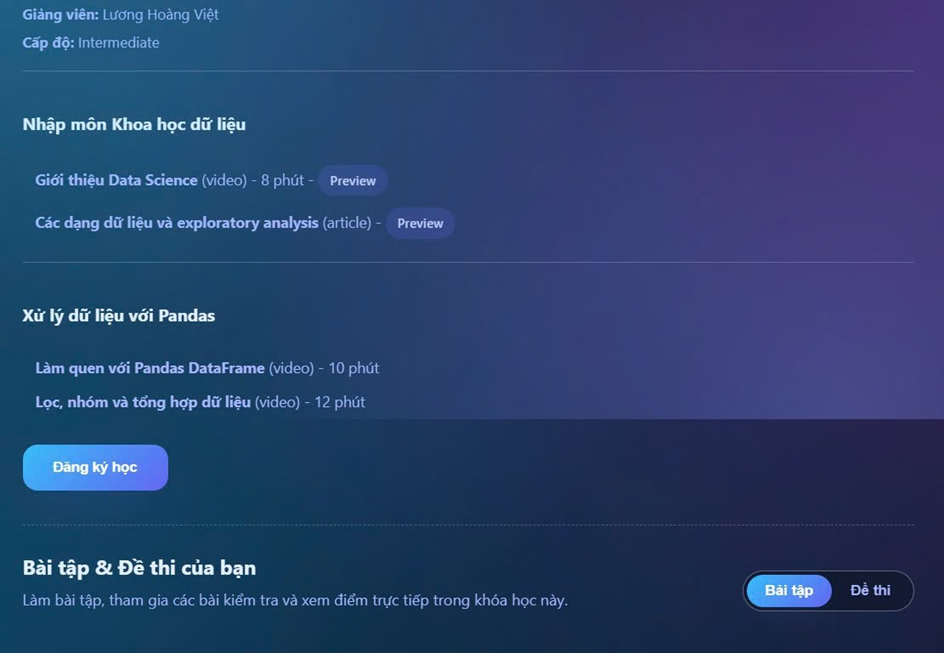 Giảng viên: Lương Hoàng Việt
Cấp độ: Intermediate
Nhập môn Khoa học dữ liệu
Giới thiệu Data Science (video) - 8 phút - Preview
Các dạng dữ liệu và exploratory analysis (article) - Preview
Xử lý dữ liệu với Pandas
Làm quen với Pandas DataFrame (video) - 10 phút
Lọc, nhóm và tổng hợp dữ liệu (video) - 12 phút
Đăng ký học
Bài tập & Đề thi của bạn
Làm bài tập, tham gia các bài kiểm tra và xem điểm trực tiếp trong khóa học này.
Bài tập Đề thi